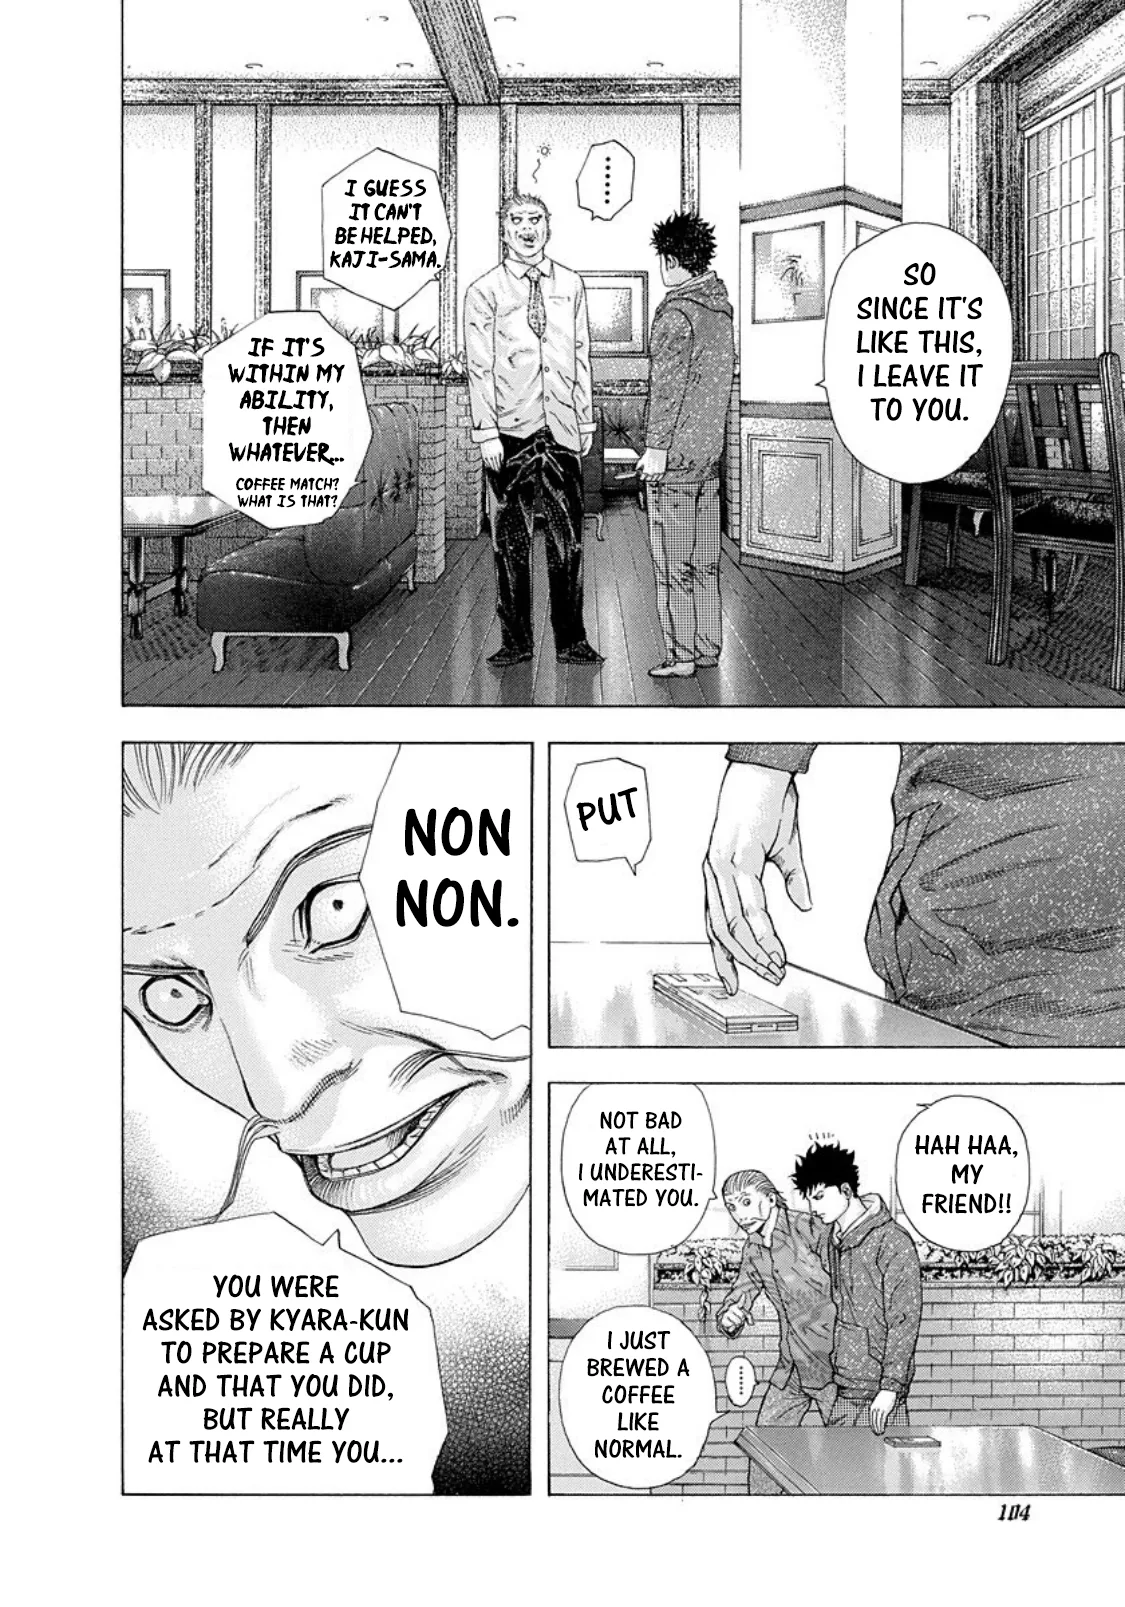 SO
SINCE IT'S
LIKE THIS,
I LEAVE IT
TO YOU.
......
I GUESS
IT CAN'T
BE HELPED,
KAJI-SAMA.
IF IT'S
WITHIN MY
ABILITY,
THEN
WHATEVER...
COFFEE MATCH?
WHAT IS THAT?
PUT
HAH HAA,
MY
FRIEND!!
NOT BAD
AT ALL,
I UNDERESTI-
MATED YOU.
I JUST
BREWED A
COFFEE
LIKE
NORMAL.
......
NON
NON.
YOU WERE
ASKED BY KYARA-KUN
TO PREPARE A CUP
AND THAT YOU DID,
BUT REALLY
AT THAT TIME YOU...
104